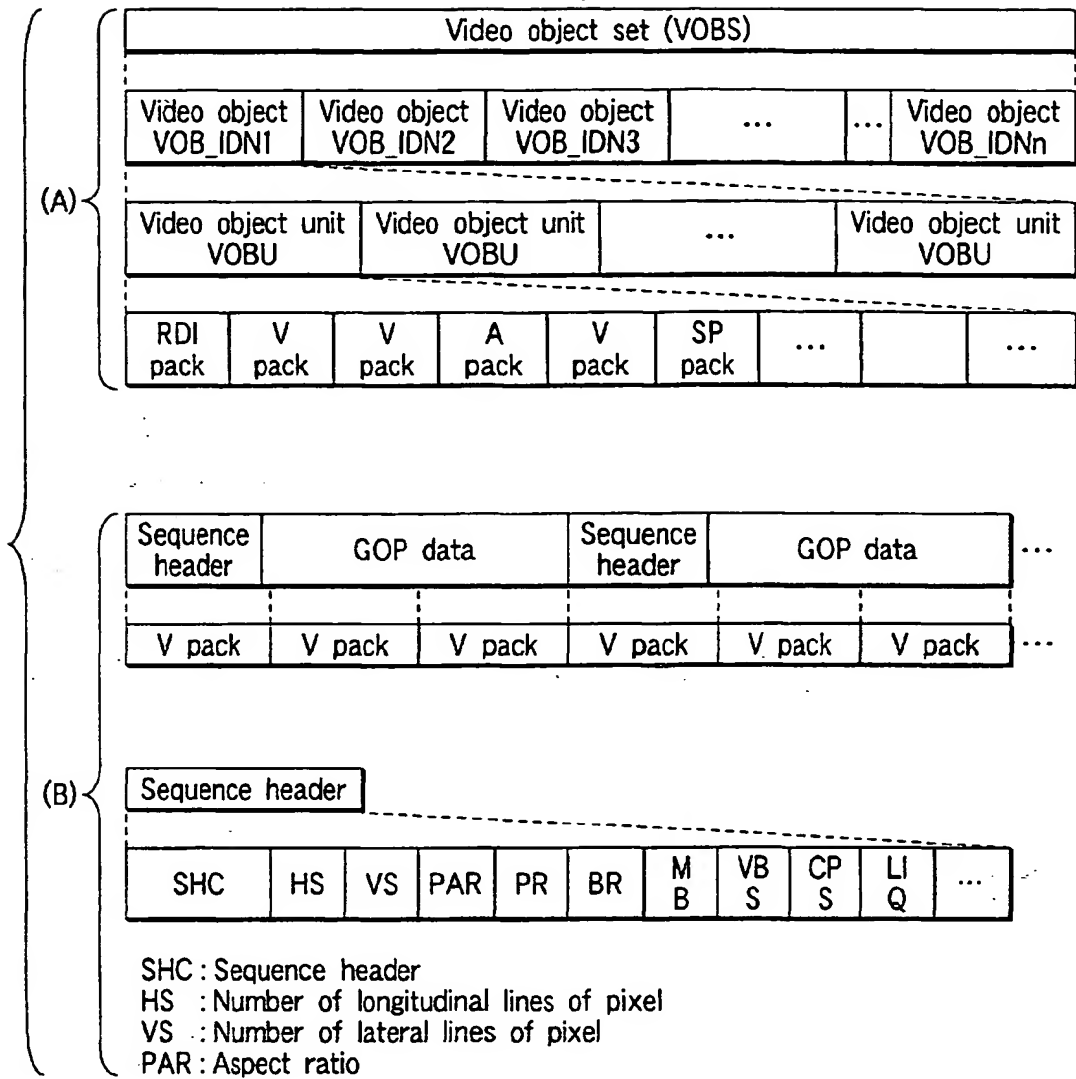 Video object set (VOBS)
Video object VOB_IDN1
Video object VOB_IDN2
Video object VOB_IDN3
...
...
Video object VOB_IDNn
(A)
Video object unit VOBU
Video object unit VOBU
...
Video object unit VOBU
RDI pack
V pack
V pack
A pack
V pack
SP pack
...
...
Sequence header
GOP data
Sequence header
GOP data
...
V pack
V pack
V pack
V pack
V pack
V pack
...
(B)
Sequence header
SHC
HS
VS
PAR
PR
BR
M B
VB S
CP S
LI Q
...
SHC : Sequence header
HS : Number of longitudinal lines of pixel
VS : Number of lateral lines of pixel
PAR : Aspect ratio